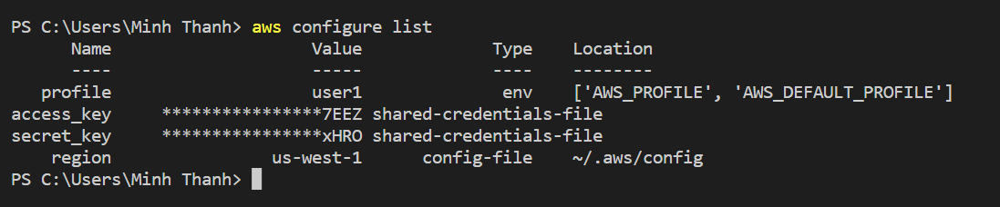 PS C:\Users\Minh Thanh> aws configure list
      Name                    Value             Type    Location
      ----                    -----             ----    --------
   profile                    user1              env    ['AWS_PROFILE', 'AWS_DEFAULT_PROFILE']
access_key     ****************7EEZ shared-credentials-file
secret_key     ****************xHRO shared-credentials-file
    region                us-west-1      config-file    ~/.aws/config
PS C:\Users\Minh Thanh>